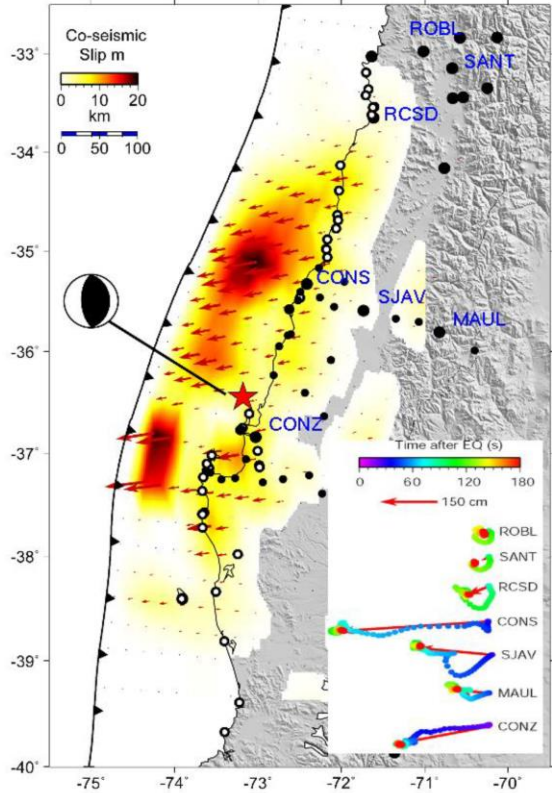 Co-seismic
Slip m
0 10 20
km
0 50 100
ROBL
SANT
RCSD
CONS
SJAV
MAUL
CONZ
-33°
-34°
-35°
-36°
-37°
-38°
-39°
-40°
-75°
-74°
-73°
-72°
-71°
-70°
Time after EQ (s)
0 60 120 180
150 cm
ROBL
SANT
RCSD
CONS
SJAV
MAUL
CONZ